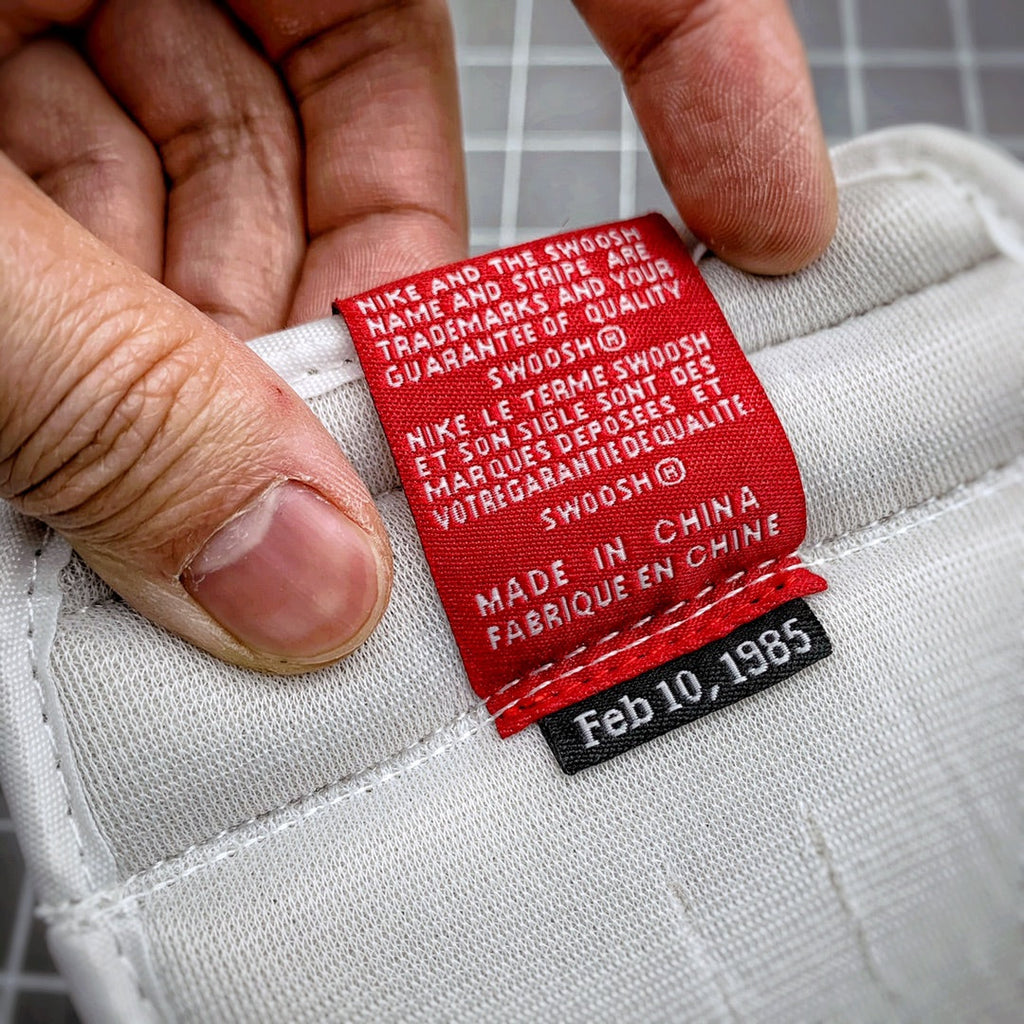 NIKE AND THE SWOOSH
NAME AND STRIPE ARE
TRADEMARKS AND YOUR
GUARANTEE OF QUALITY
SWOOSH®
NIKE LE TERME SWOOSH
ET SON SIGLE SONT DES
MARQUES DEPOSEES ET
VOTREGARANTIEDEQUALITE.
SWOOSH®
MADE IN CHINA
FABRIQUE EN CHINE
Feb 10, 1985